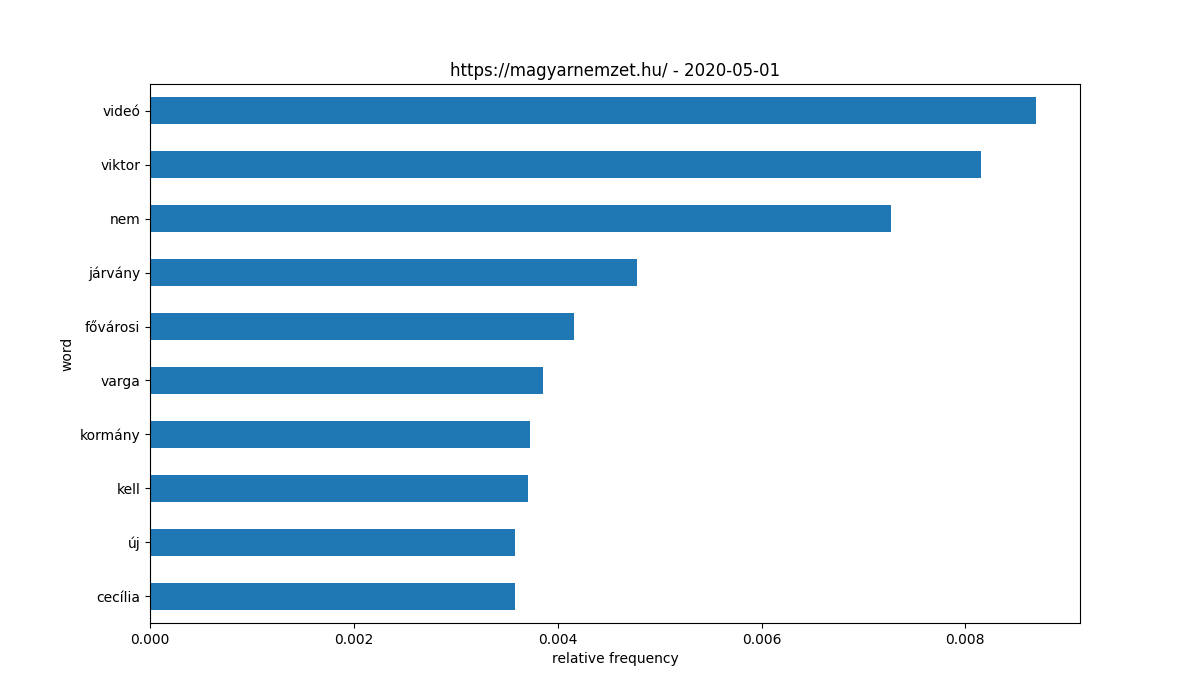 https://magyarnemzet.hu/ - 2020-05-01
videó
viktor
nem
járvány
fővárosi
varga
kormány
kell
új
cecília
word
0.000 0.002 0.004 0.006 0.008
relative frequency